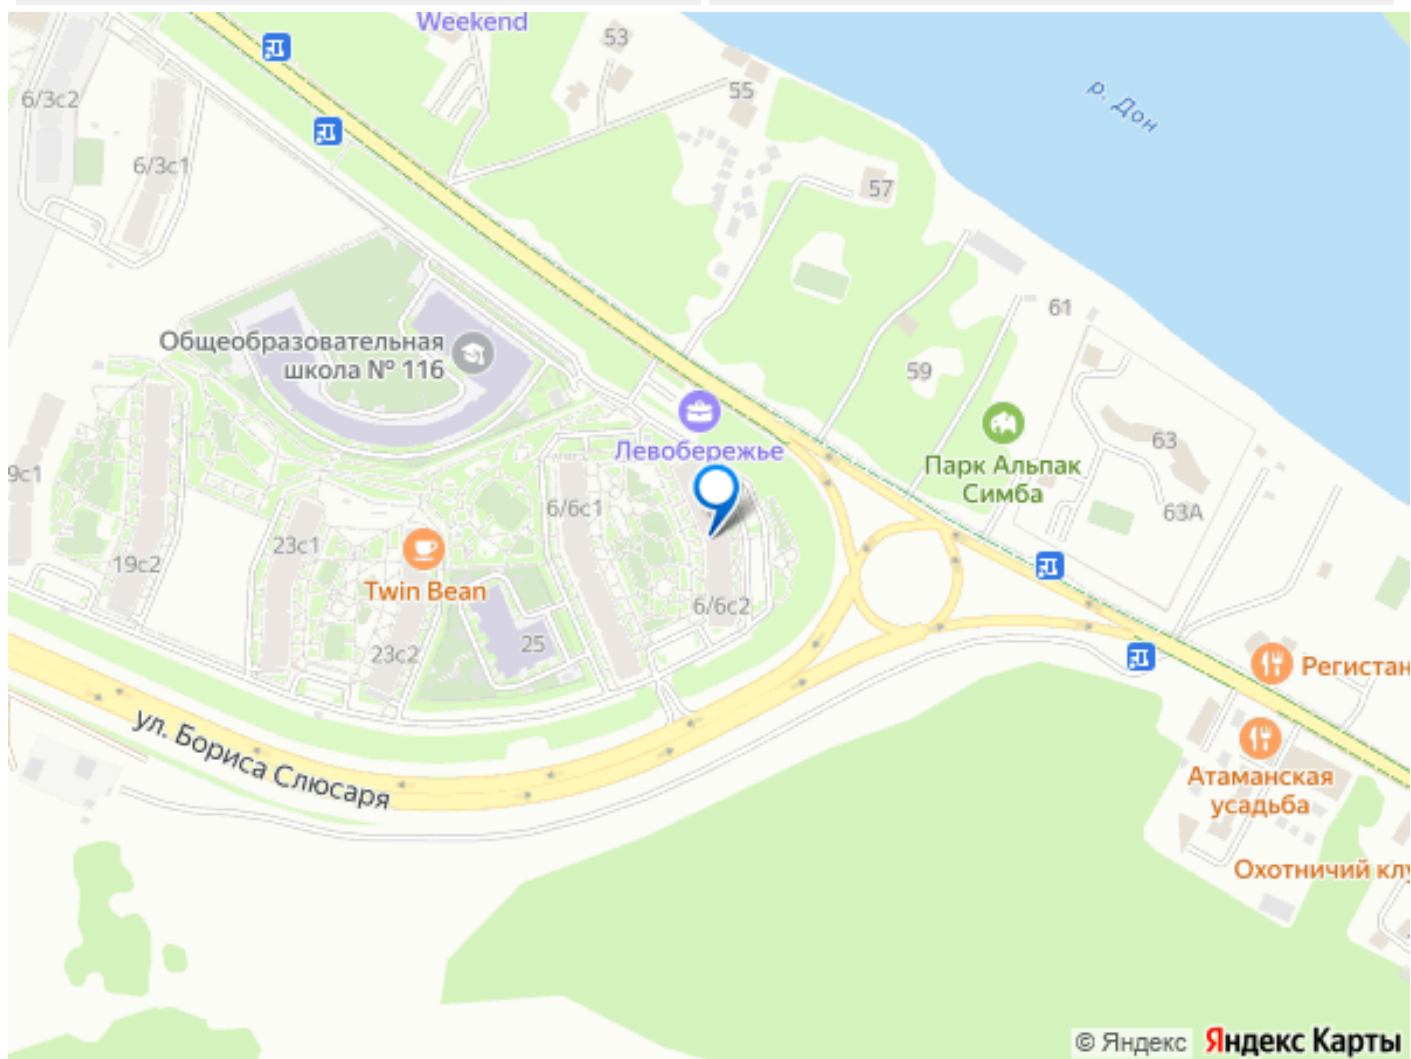 Weekend
53
р. Дон
55
6/3с2
6/3с1
57
61
Общеобразовательная
школа № 116
59
Левобережье
63
Парк Альпак
Симба
9с1
6/6с1
63А
23с1
19с2
Twin Bean
6/6с2
25
23с2
Регистан
ул. Бориса Слюсаря
Атаманская
усадьба
Охотничий клу
© Яндекс Яндекс Карты